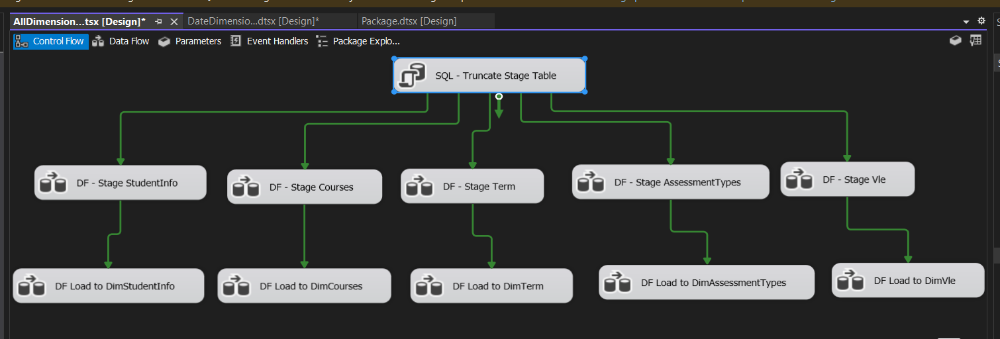 AllDimension...tsx [Design]*
DateDimensio...dtsx [Design]*
Package.dtsx [Design]
Control Flow
Data Flow
Parameters
Event Handlers
Package Explo...
SQL - Truncate Stage Table
DF - Stage StudentInfo
DF - Stage Courses
DF - Stage Term
DF - Stage AssessmentTypes
DF - Stage Vle
DF Load to DimStudentInfo
DF Load to DimCourses
DF Load to DimTerm
DF Load to DimAssessmentTypes
DF Load to DimVle